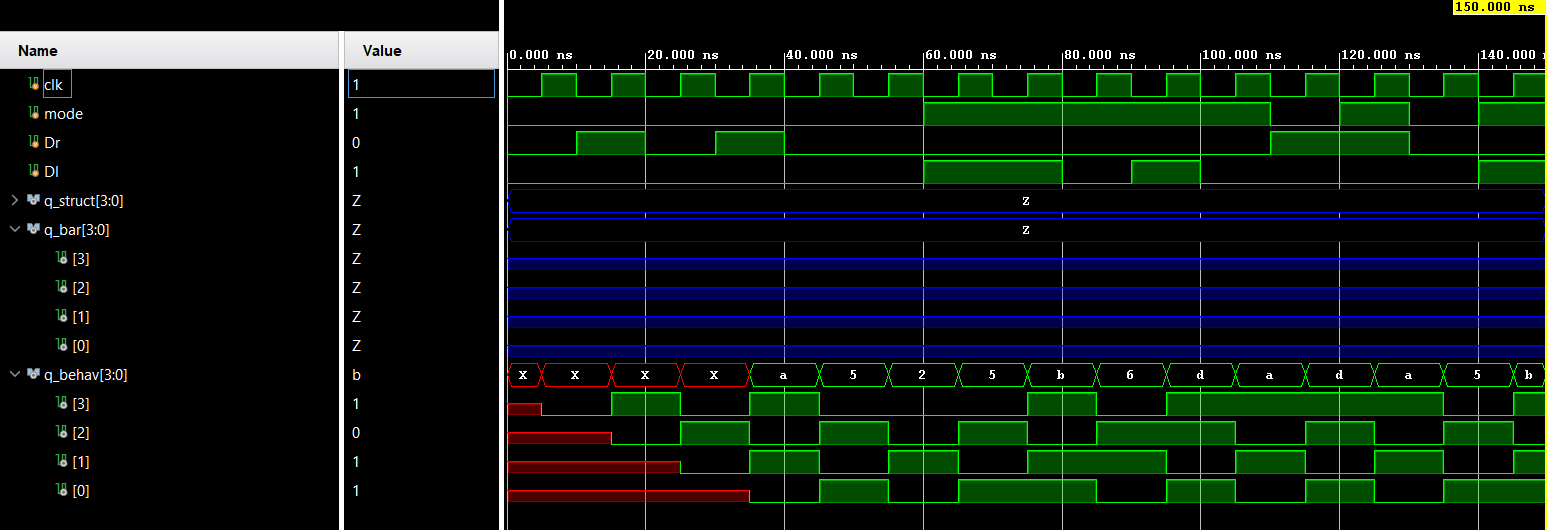 150.000 ns
Name Value
0.000 ns 20.000 ns 40.000 ns 60.000 ns 80.000 ns 100.000 ns 120.000 ns 140.000 ns
clk 1
mode 1
Dr 0
Dl 1
q_struct[3:0] Z Z
q_bar[3:0] Z Z
[3] Z
[2] Z
[1] Z
[0] Z
q_behav[3:0] b X X X X a 5 2 5 b 6 d a d a 5 b
[3] 1
[2] 0
[1] 1
[0] 1